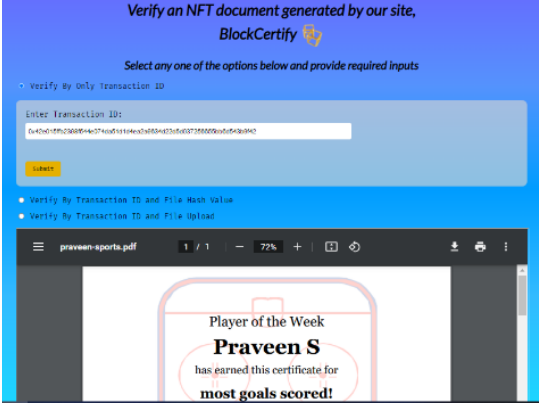 Verify an NFT document generated by our site,
BlockCertify
Select any one of the options below and provide required inputs
Verify By Only Transaction ID
Enter Transaction ID:
Submit
Verify By Transaction ID and File Hash Value
Verify By Transaction ID and File Upload
praveen-sports.pdf 1 / 1 72%
Player of the Week
Praveen S
has earned this certificate for
most goals scored!